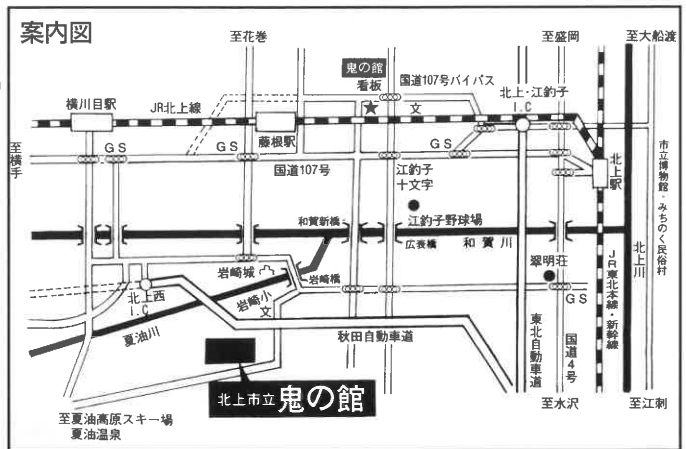 案内図
至花巻
至盛岡
至大船渡
鬼の館
看板
国道107号バイパス
文
北上・江釣子
I.C
横川目駅
JR北上線
藤根駅
至横手
GS
GS
GS
国道107号
江釣子
十文字
北上駅
市立博物館・みちのく民俗村
江釣子野球場
和賀新橋
広表橋
和賀川
北上川
岩崎城
岩崎橋
翠明荘
北上西
I.C
岩崎小
文
GS
JR東北本線・新幹線
夏油川
秋田自動車道
東北自動車道
国道4号
北上市立 鬼の館
至水沢
至江刺
至夏油高原スキー場
夏油温泉